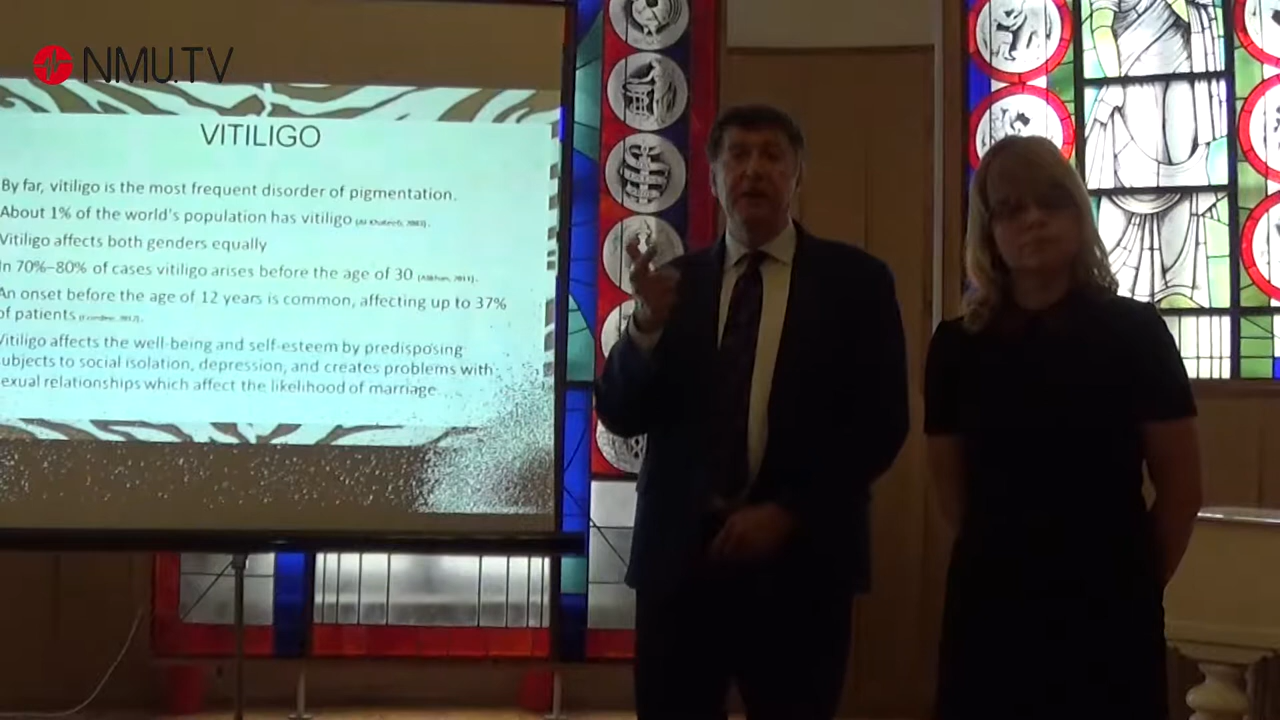 NMU.TV
VITILIGO
By far, vitiligo is the most frequent disorder of pigmentation.
About 1% of the world's population has vitiligo
Vitiligo affects both genders equally
In 70%–80% of cases vitiligo arises before the age of 30
An onset before the age of 12 years is common, affecting up to 37%
of patients
Vitiligo affects the well-being and self-esteem by predisposing
ubjects to social isolation, depression, and creates problems with
exual relationships which affect the likelihood of marriage.